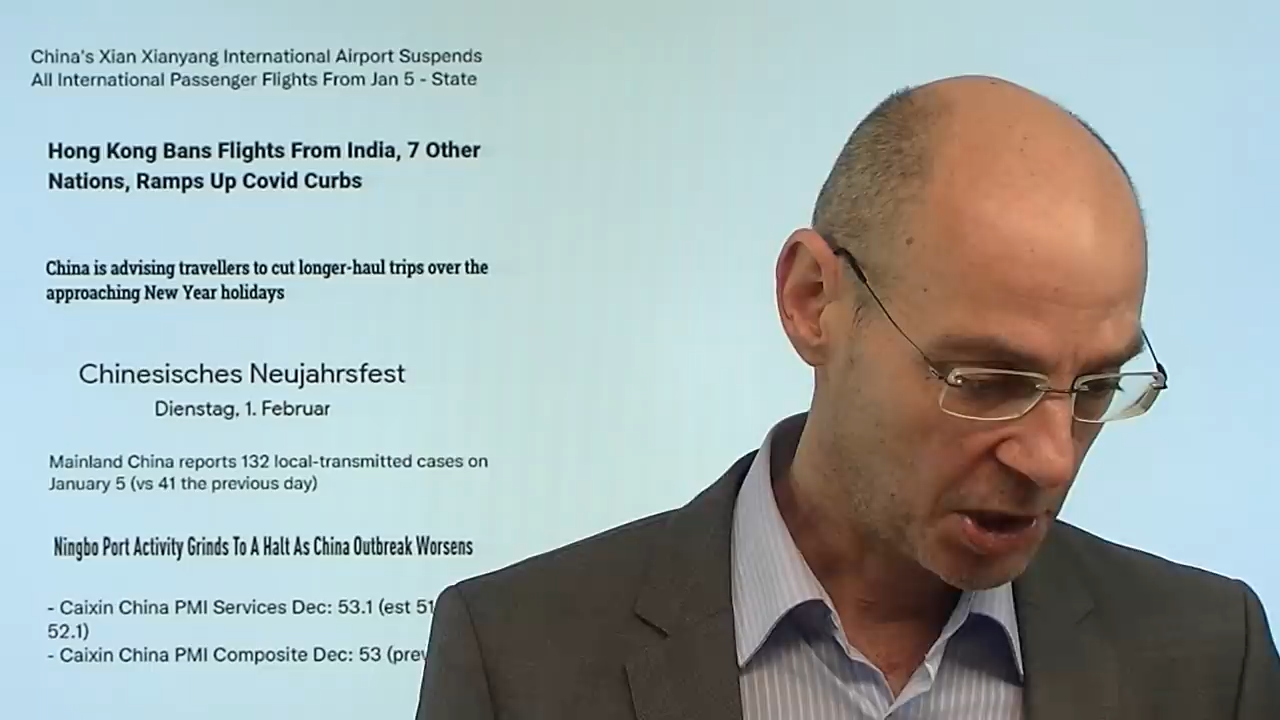 China's Xian Xianyang International Airport Suspends
All International Passenger Flights From Jan 5 - State
Hong Kong Bans Flights From India, 7 Other
Nations, Ramps Up Covid Curbs
China is advising travellers to cut longer-haul trips over the
approaching New Year holidays
Chinesisches Neujahrsfest
Dienstag, 1. Februar
Mainland China reports 132 local-transmitted cases on
January 5 (vs 41 the previous day)
Ningbo Port Activity Grinds To A Halt As China Outbreak Worsens
- Caixin China PMI Services Dec: 53.1 (est 51
52.1)
- Caixin China PMI Composite Dec: 53 (prev